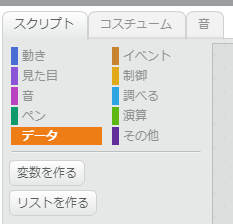 スクリプト コスチューム 音
動き イベント
見た目 制御
音 調べる
ペン 演算
データ その他
変数を作る
リストを作る